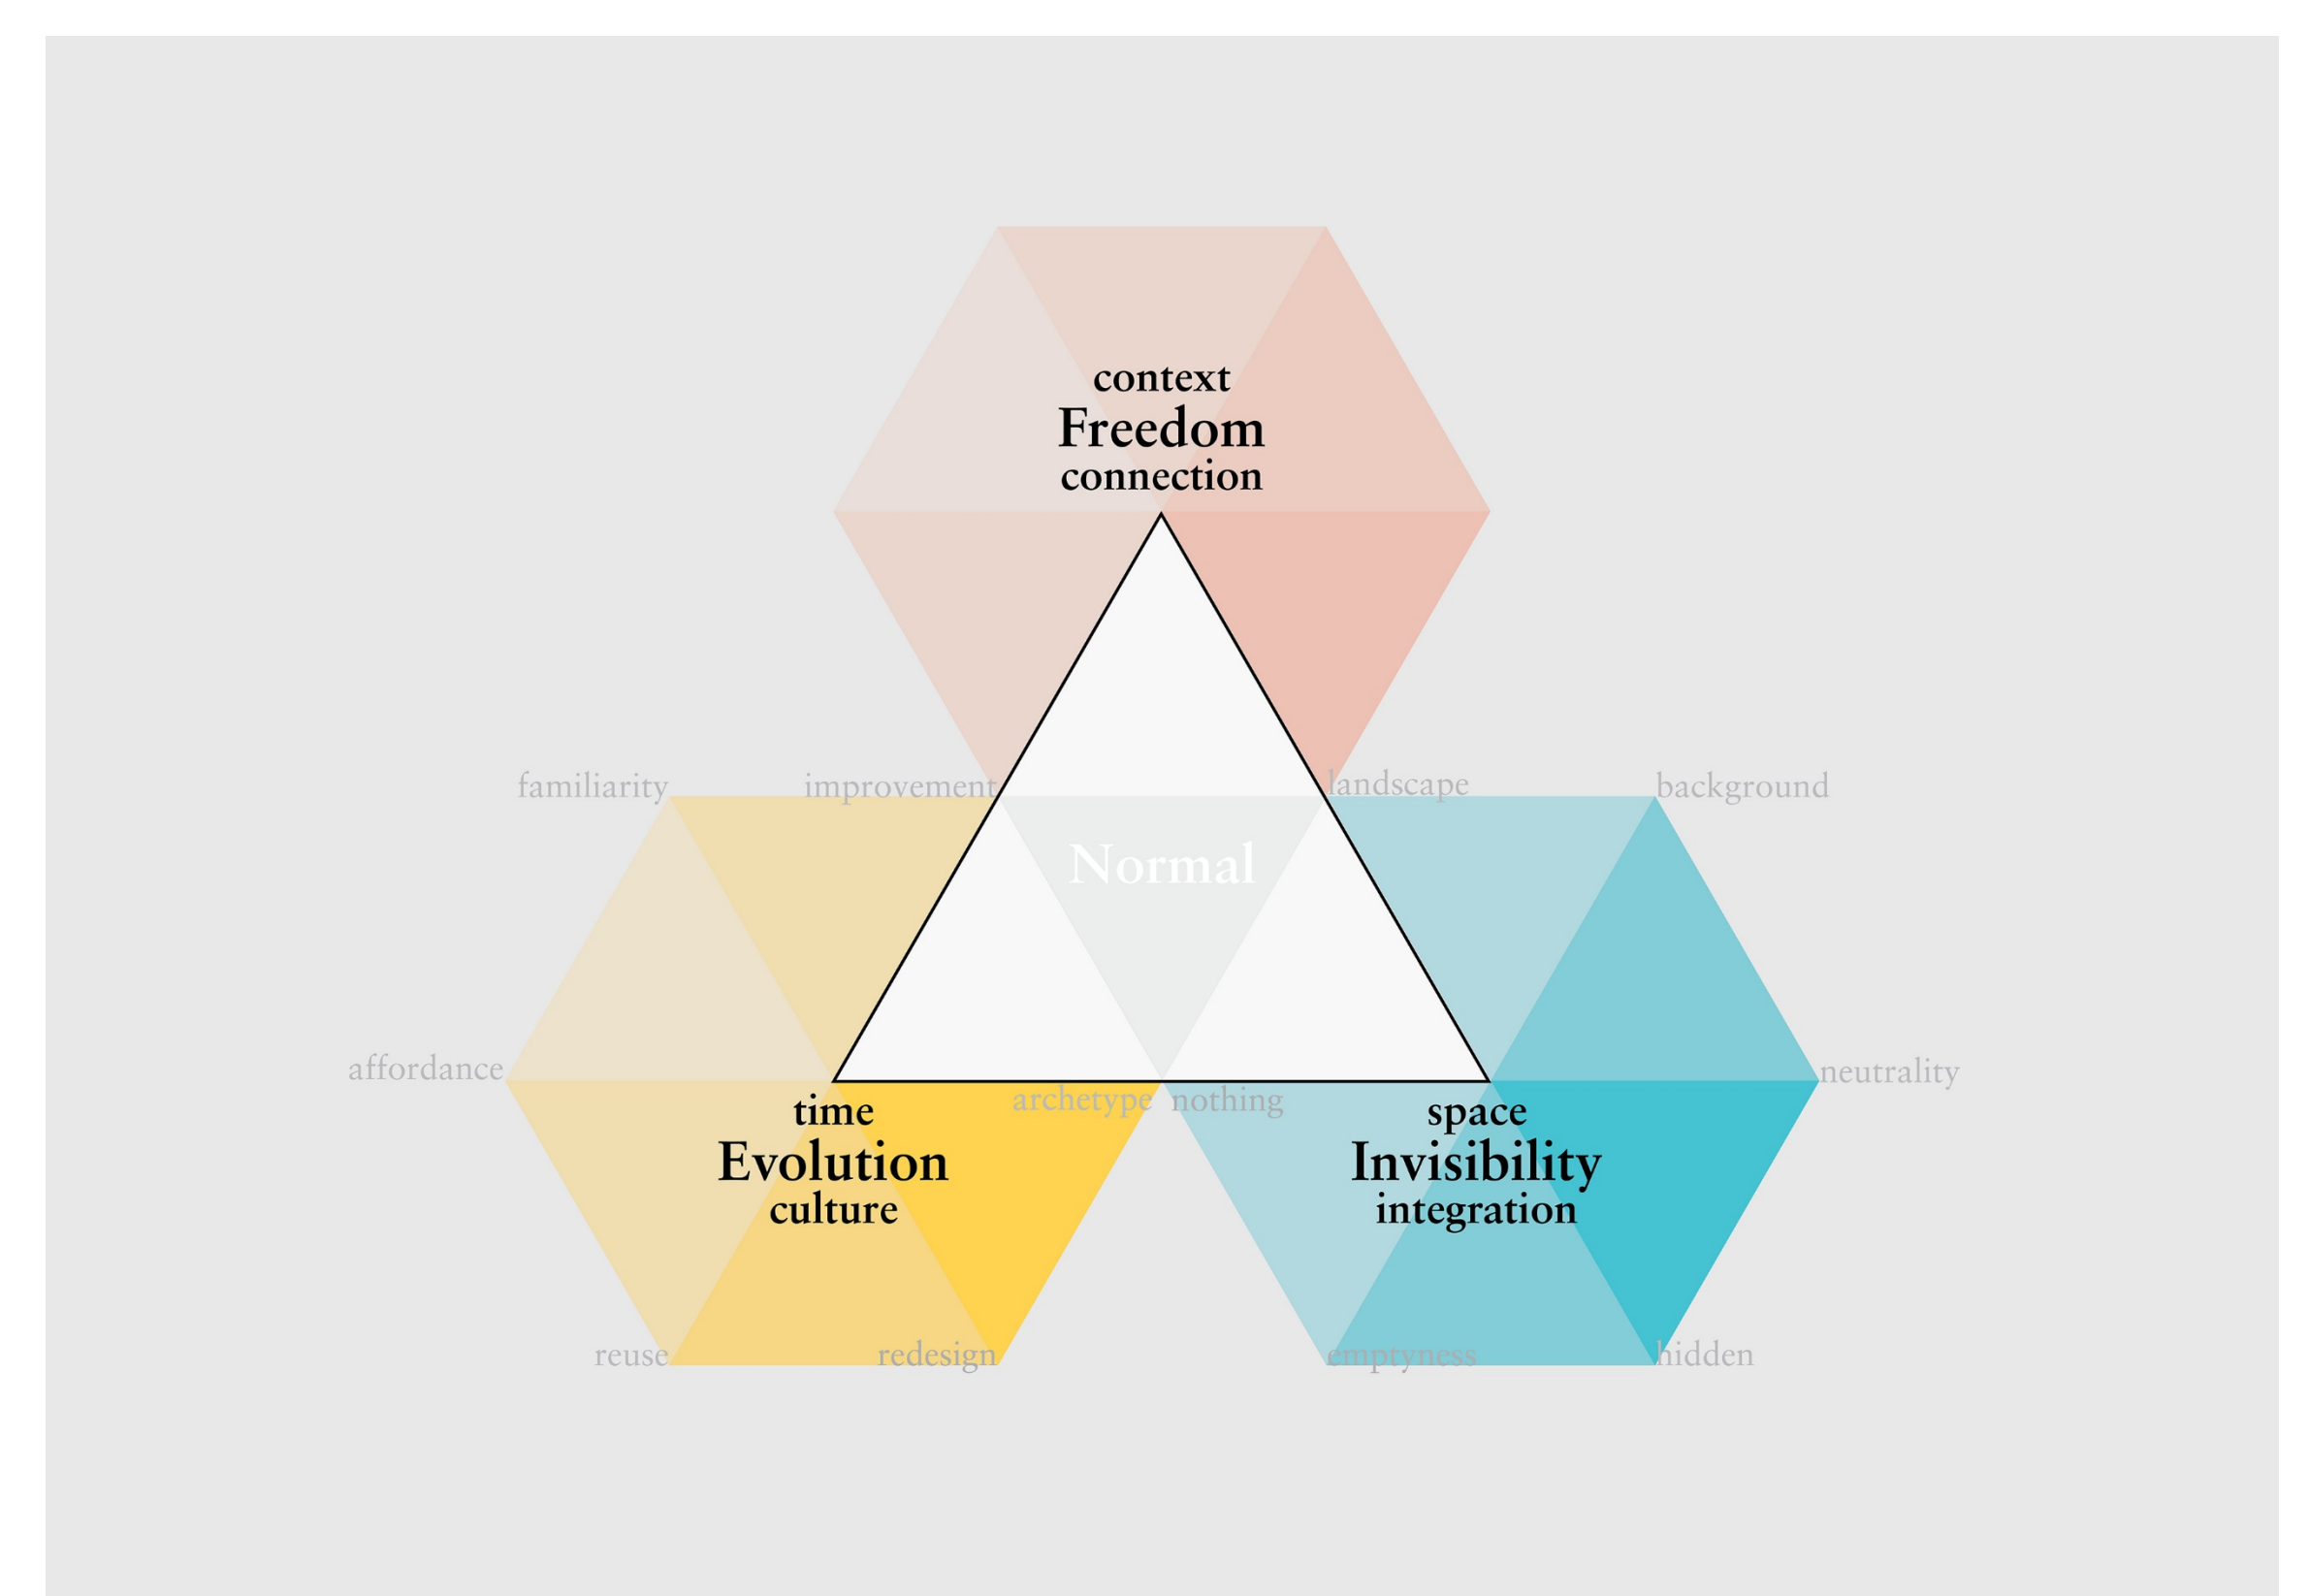 context
Freedom
connection
familiarity
improvement
landscape
background
Normal
affordance
neutrality
archetype
nothing
time
Evolution
culture
space
Invisibility
integration
reuse
redesign
emptyness
hidden